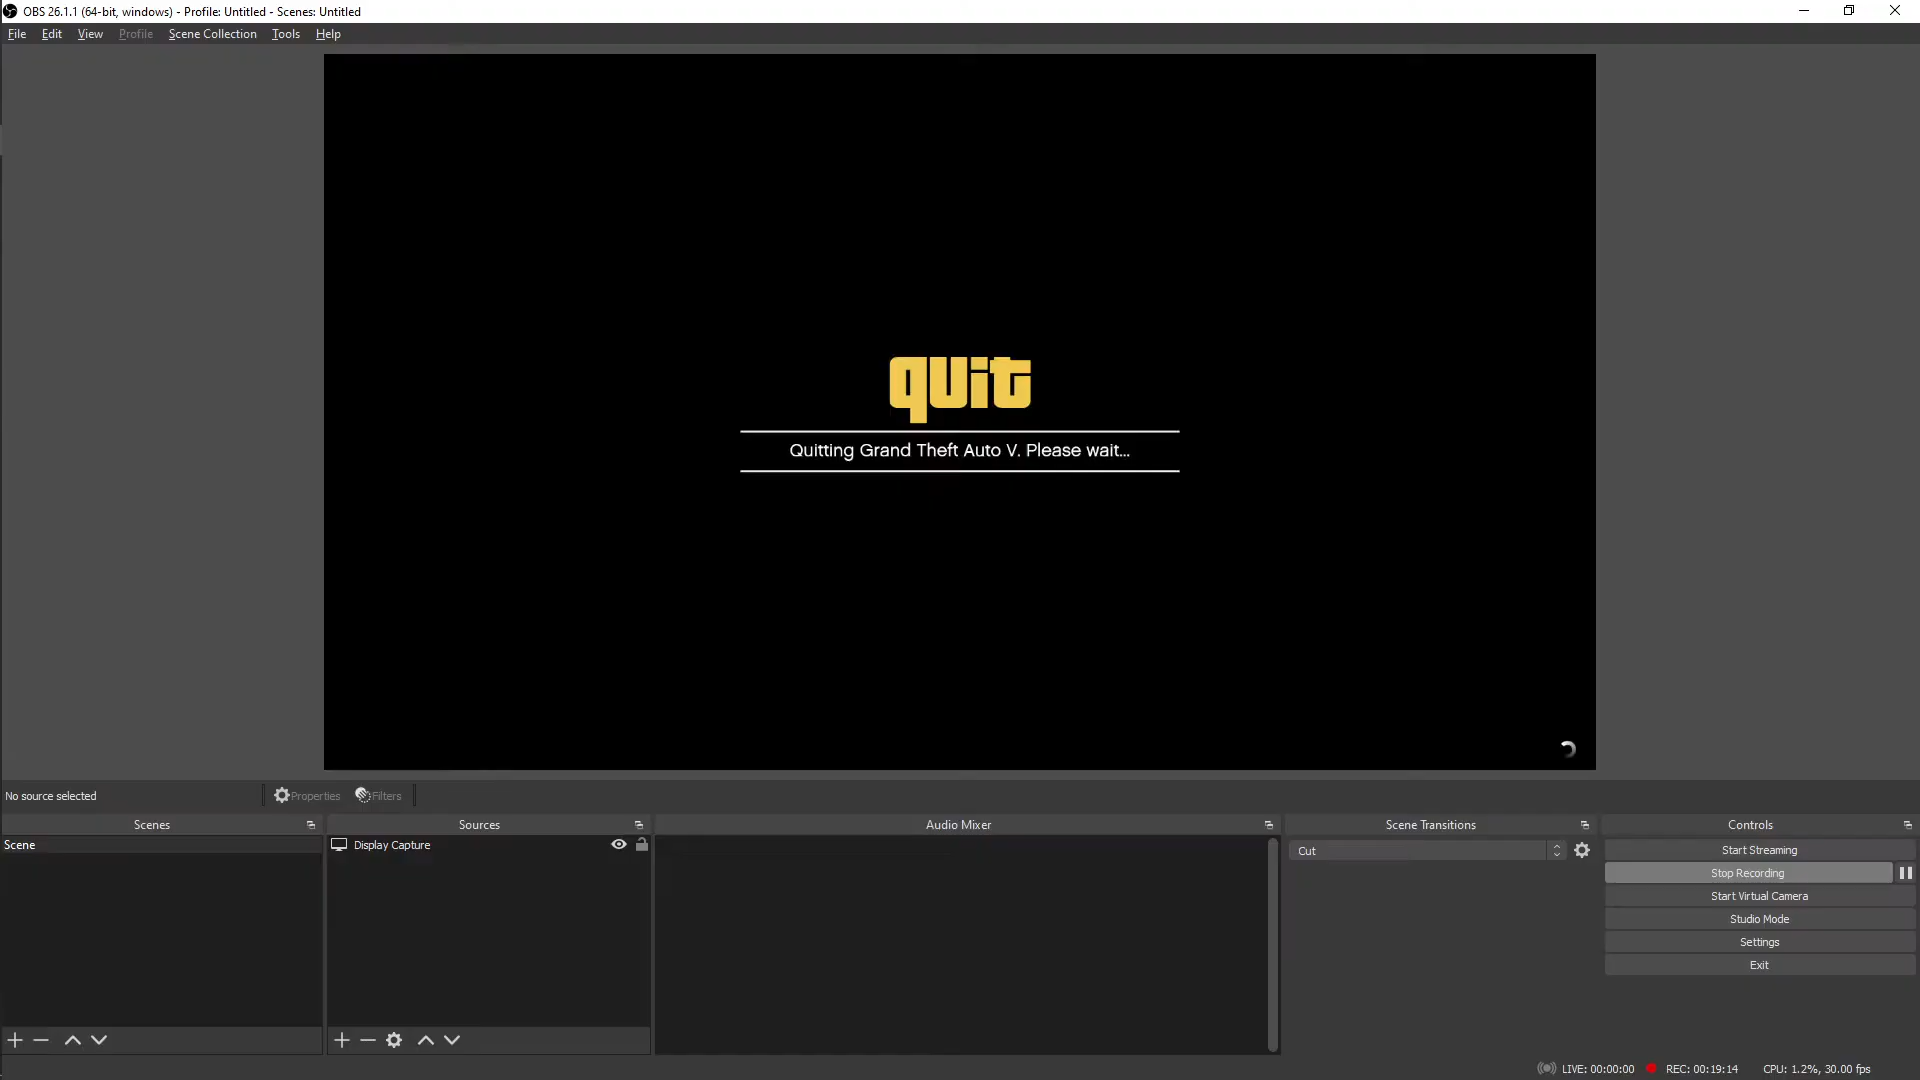 OBS 26.1.1 (64-bit, windows) - Profile: Untitled - Scenes: Untitled
File Edit View Profile Scene Collection Tools Help
quit
Quitting Grand Theft Auto V. Please wait...
No source selected Properties Filters
Scenes Sources Audio Mixer Scene Transitions Controls
Scene
Display Capture
Cut
Start Streaming
Stop Recording
Start Virtual Camera
Studio Mode
Settings
Exit
LIVE: 00:00:00 REC: 00:19:14 CPU: 1.2%, 30.00 fps